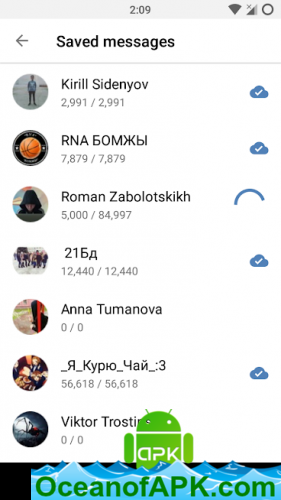 2:09
Saved messages
Kirill Sidenyov
2,991 / 2,991
RNA БОМЖЫ
7,879 / 7,879
Roman Zabolotskikh
5,000 / 84,997
21Бд
12,440 / 12,440
Anna Tumanova
0 / 0
_Я_Курю_Чай_:3
56,618 / 56,618
Viktor Trostin
0 / 0
APK
OceanofAPK.com